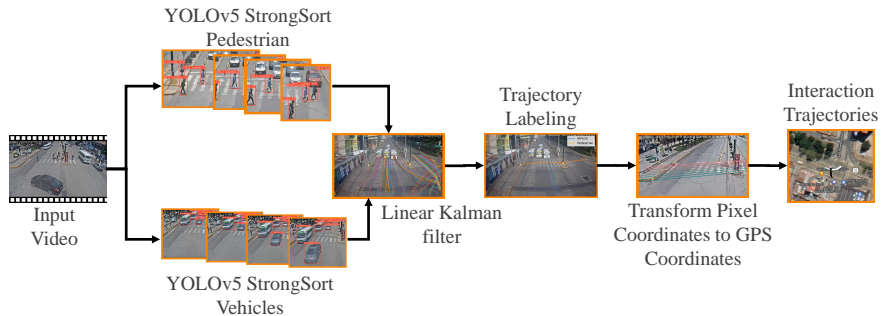 YOLOv5 StrongSort
Pedestrian
Input
Video
YOLOv5 StrongSort
Vehicles
Linear Kalman
filter
Trajectory
Labeling
Transform Pixel
Coordinates to GPS
Coordinates
Interaction
Trajectories